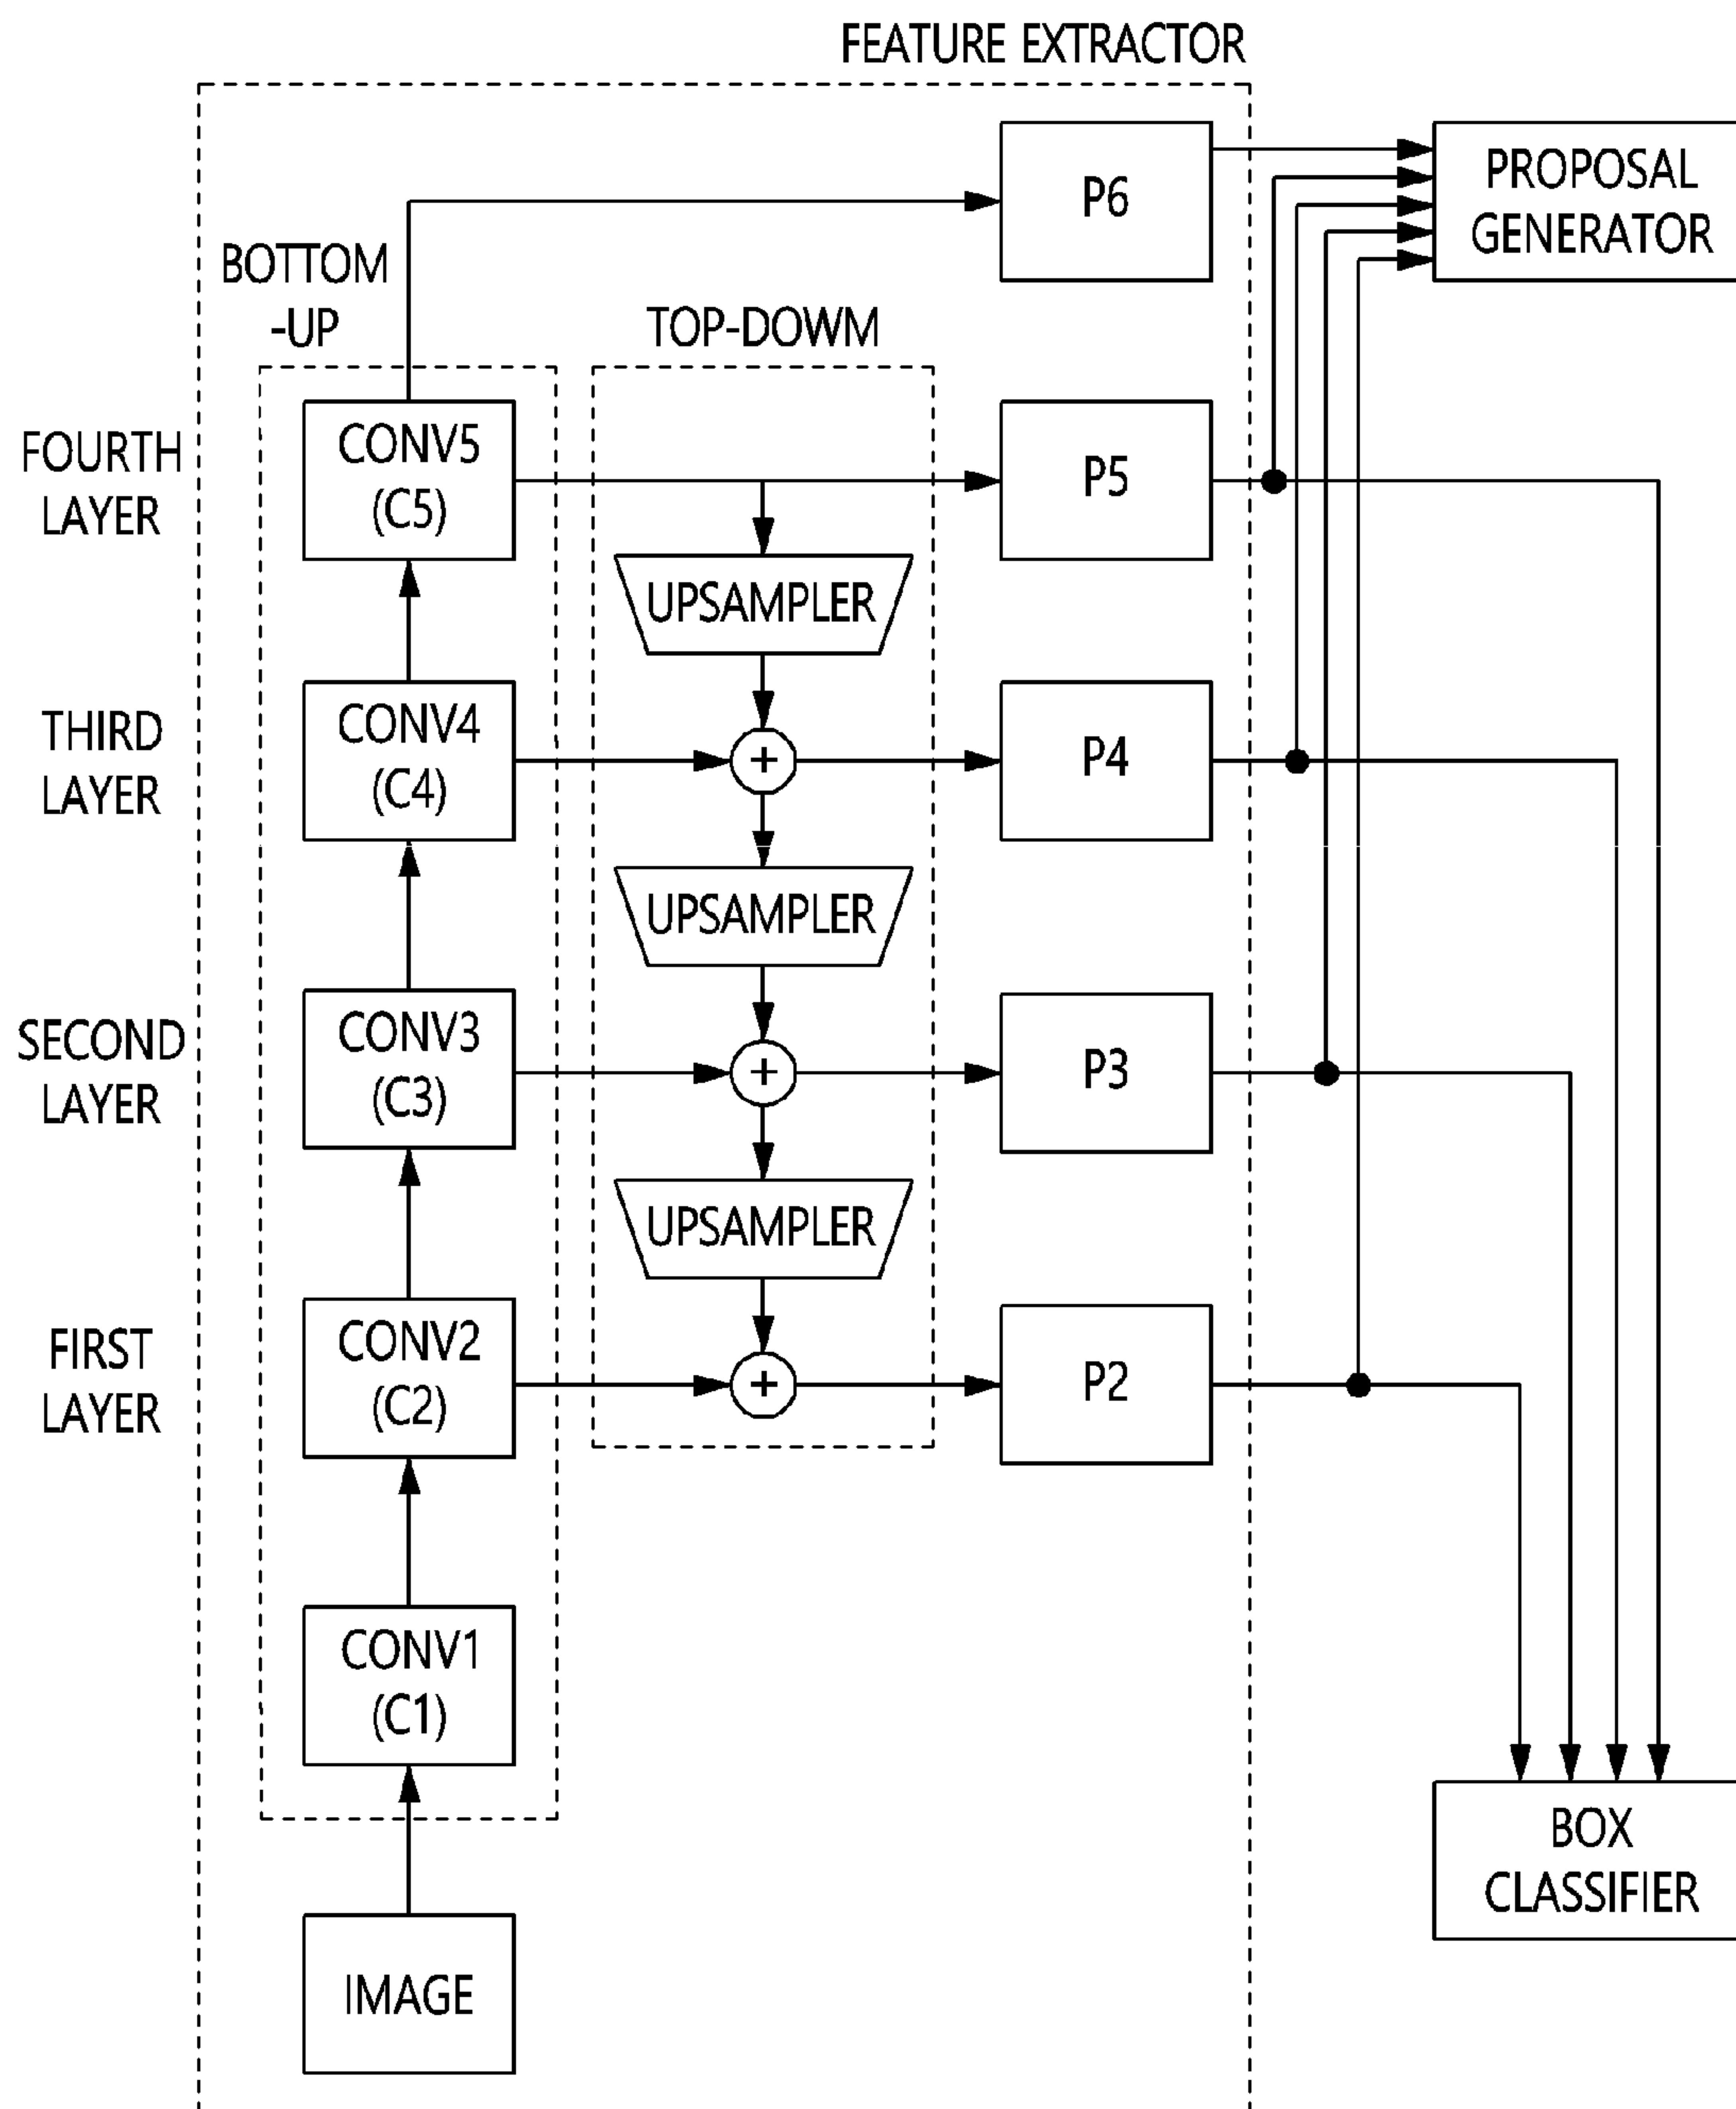 FEATURE EXTRACTOR
P6
PROPOSAL
GENERATOR
BOTTOM
-UP
TOP-DOWM
FOURTH
LAYER
CONV5
(C5)
P5
UPSAMPLER
THIRD
LAYER
CONV4
(C4)
+
P4
UPSAMPLER
SECOND
LAYER
CONV3
(C3)
+
P3
UPSAMPLER
FIRST
LAYER
CONV2
(C2)
+
P2
CONV1
(C1)
BOX
CLASSIFIER
IMAGE